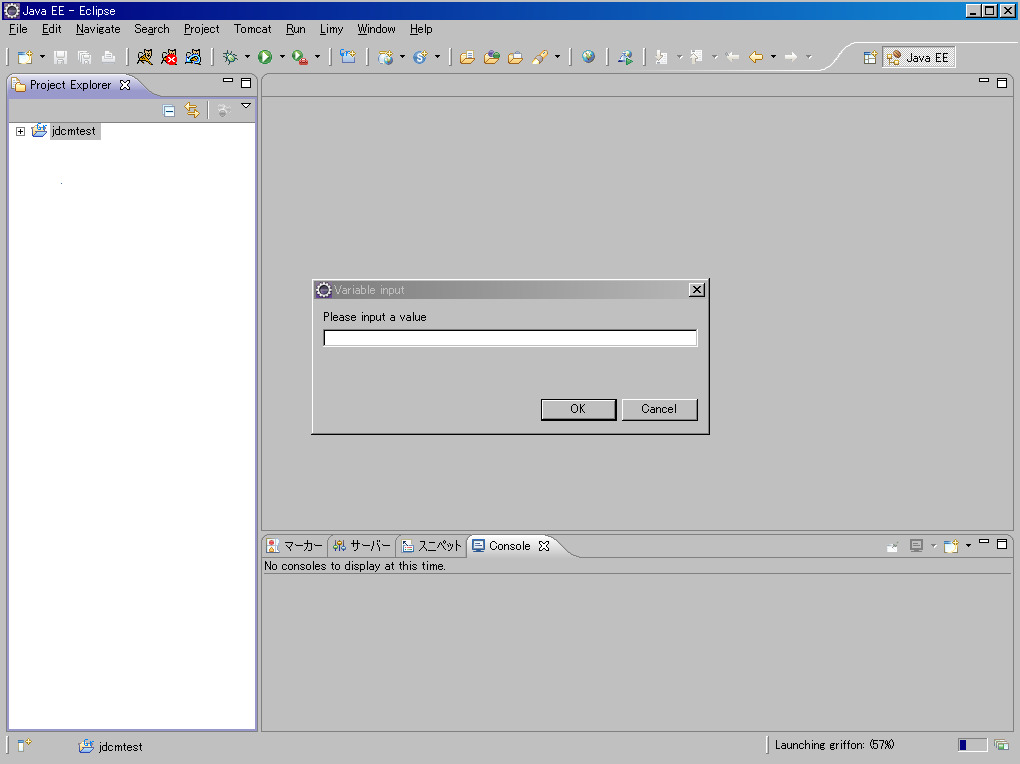 Java EE - Eclipse
File Edit Navigate Search Project Tomcat Run Limy Window Help
Java EE
Project Explorer
jdcmtest
Variable input
Please input a value
OK Cancel
マーカー サーバー スニペット Console
No consoles to display at this time.
jdcmtest Launching griffon: (57%)